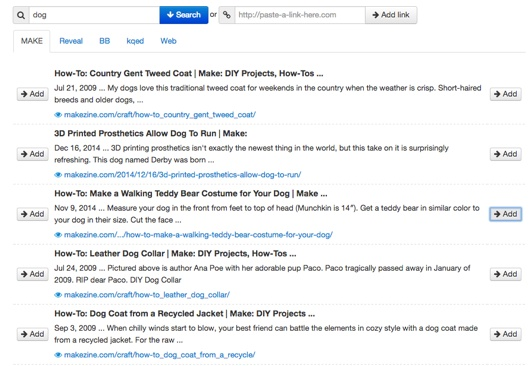 dog Search or http://paste-a-link-here.com Add link
MAKE Reveal BB kqed Web
How-To: Country Gent Tweed Coat | Make: DIY Projects, How-Tos ...
Add Jul 21, 2009 ... My dogs love this traditional tweed coat for weekends in the country when the weather is crisp. Short-haired Add
breeds and older dogs, ...
makezine.com/craft/how-to_country_gent_tweed_coat/
3D Printed Prosthetics Allow Dog To Run | Make:
Add Dec 16, 2014 ... 3D printing prosthetics isn't exactly the newest thing in the world, but this take on it is surprisingly Add
refreshing. This dog named Derby was born ...
makezine.com/2014/12/16/3d-printed-prosthetics-allow-dog-to-run/
How-To: Make a Walking Teddy Bear Costume for Your Dog | Make ...
Add Nov 9, 2014 ... Measure your dog in the front from feet to top of head (Munchkin is 14″). Get a teddy bear in similar color to Add
your dog in their size. Cut the face ...
makezine.com/.../how-to-make-a-walking-teddy-bear-costume-for-your-dog/
How-To: Leather Dog Collar | Make: DIY Projects, How-Tos ...
Add Jul 24, 2009 ... Pictured above is author Ana Poe with her adorable pup Paco. Paco tragically passed away in January of Add
2009. RIP dear Paco. DIY Dog Collar
makezine.com/craft/how-to_leather_dog_collar/
How-To: Dog Coat from a Recycled Jacket | Make: DIY Projects ...
Add Sep 3, 2009 ... When chilly winds start to blow, your best friend can battle the elements in cozy style with a dog coat made Add
from a recycled jacket. For the raw ...
makezine.com/craft/how-to_dog_coat_from_a_recycle/